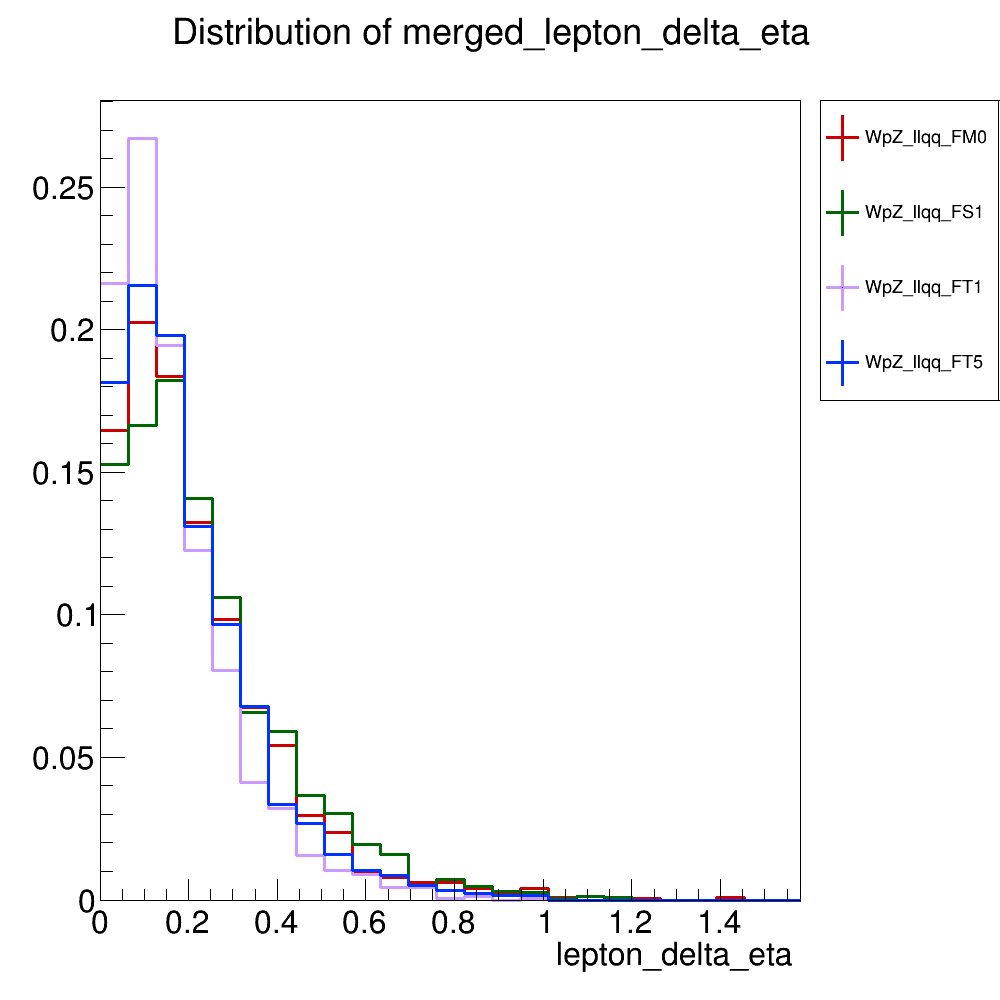 Distribution of merged_lepton_delta_eta
WpZ_llqq_FM0
WpZ_llqq_FS1
WpZ_llqq_FT1
WpZ_llqq_FT5
0.25
0.2
0.15
0.1
0.05
0
0 0.2 0.4 0.6 0.8 1 1.2 1.4
lepton_delta_eta